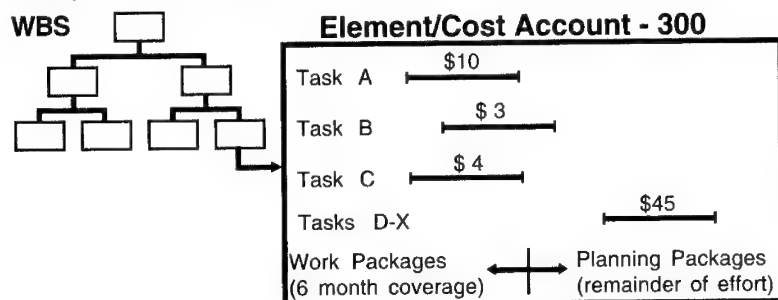 WBS
Element/Cost Account - 300
Task A
$10
Task B
$ 3
Task C
$ 4
Tasks D-X
$45
Work Packages
(6 month coverage)
Planning Packages
(remainder of effort)